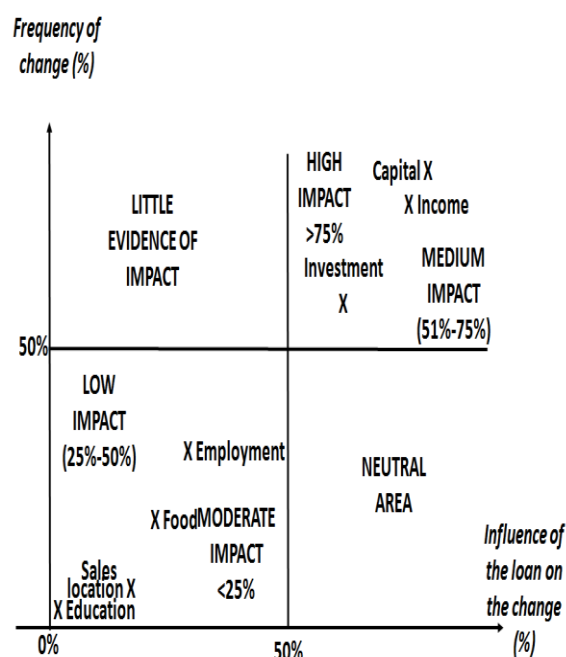 Frequency of
change (%)
HIGH
IMPACT
>75%
Capital X
X Income
LITTLE
EVIDENCE OF
IMPACT
Investment
X
MEDIUM
IMPACT
(51%-75%)
50%
LOW
IMPACT
(25%-50%)
X Employment
NEUTRAL
AREA
X Food
MODERATE
IMPACT
<25%
Sales
location X
X Education
Influence of
the loan on
the change
(%)
0%
50%